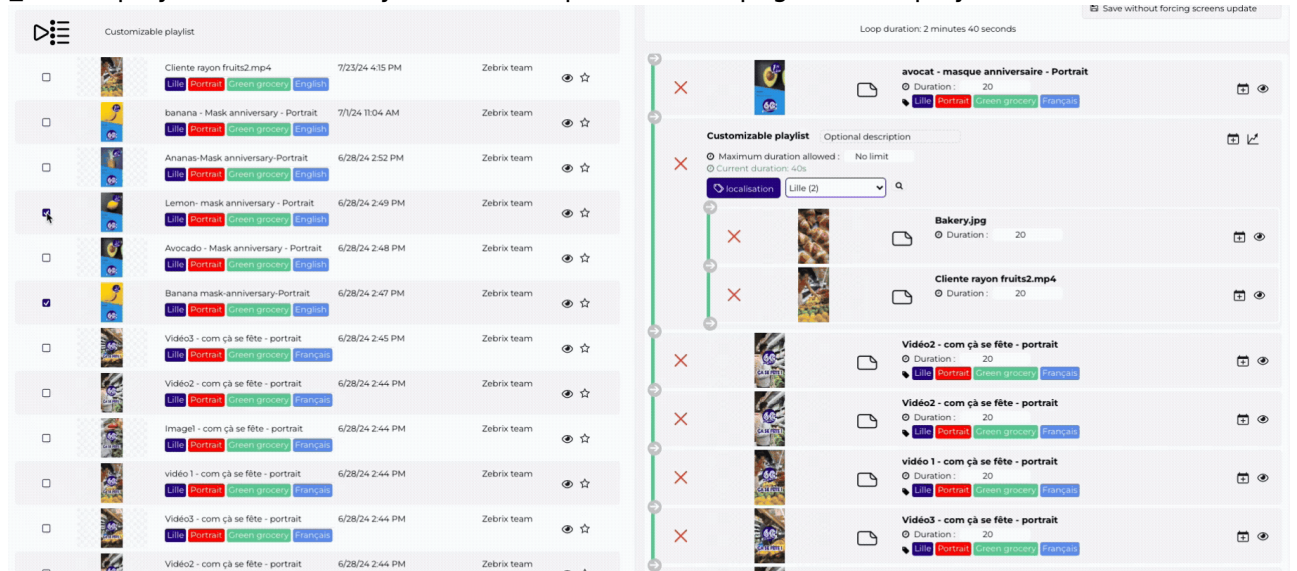 Save without forcing screens update
Customizable playlist
Loop duration: 2 minutes 40 seconds
Cliente rayon fruits2.mp4 7/23/24 4:15 PM Zebrix team
Lille Portrait Green grocery English
banana - Mask anniversary - Portrait 7/1/24 11:04 AM Zebrix team
Lille Portrait Green grocery English
Ananas-Mask anniversary-Portrait 6/28/24 2:52 PM Zebrix team
Lille Portrait Green grocery English
Lemon- mask anniversary - Portrait 6/28/24 2:49 PM Zebrix team
Lille Portrait Green grocery English
Avocado - Mask anniversary - Portrait 6/28/24 2:48 PM Zebrix team
Lille Portrait Green grocery English
Banana mask-anniversary-Portrait 6/28/24 2:47 PM Zebrix team
Lille Portrait Green grocery English
Vidéo3 - com çà se fête - portrait 6/28/24 2:45 PM Zebrix team
Lille Portrait Green grocery Français
Vidéo2 - com çà se fête - portrait 6/28/24 2:44 PM Zebrix team
Lille Portrait Green grocery Français
Image1 - com çà se fête - portrait 6/28/24 2:44 PM Zebrix team
Lille Portrait Green grocery Français
vidéo 1 - com çà se fête - portrait 6/28/24 2:44 PM Zebrix team
Lille Portrait Green grocery Français
Vidéo3 - com çà se fête - portrait 6/28/24 2:44 PM Zebrix team
Lille Portrait Green grocery Français
Vidéo2 - com çà se fête - portrait 6/28/24 2:44 PM Zebrix team
avocat - masque anniversaire - Portrait
Duration : 20
Lille Portrait Green grocery Français
Customizable playlist Optional description
Maximum duration allowed : No limit
Current duration: 40s
localisation Lille (2)
Bakery.jpg
Duration : 20
Cliente rayon fruits2.mp4
Duration : 20
Vidéo2 - com çà se fête - portrait
Duration : 20
Lille Portrait Green grocery Français
Vidéo2 - com çà se fête - portrait
Duration : 20
Lille Portrait Green grocery Français
vidéo 1 - com çà se fête - portrait
Duration : 20
Lille Portrait Green grocery Français
Vidéo3 - com çà se fête - portrait
Duration : 20
Lille Portrait Green grocery Français